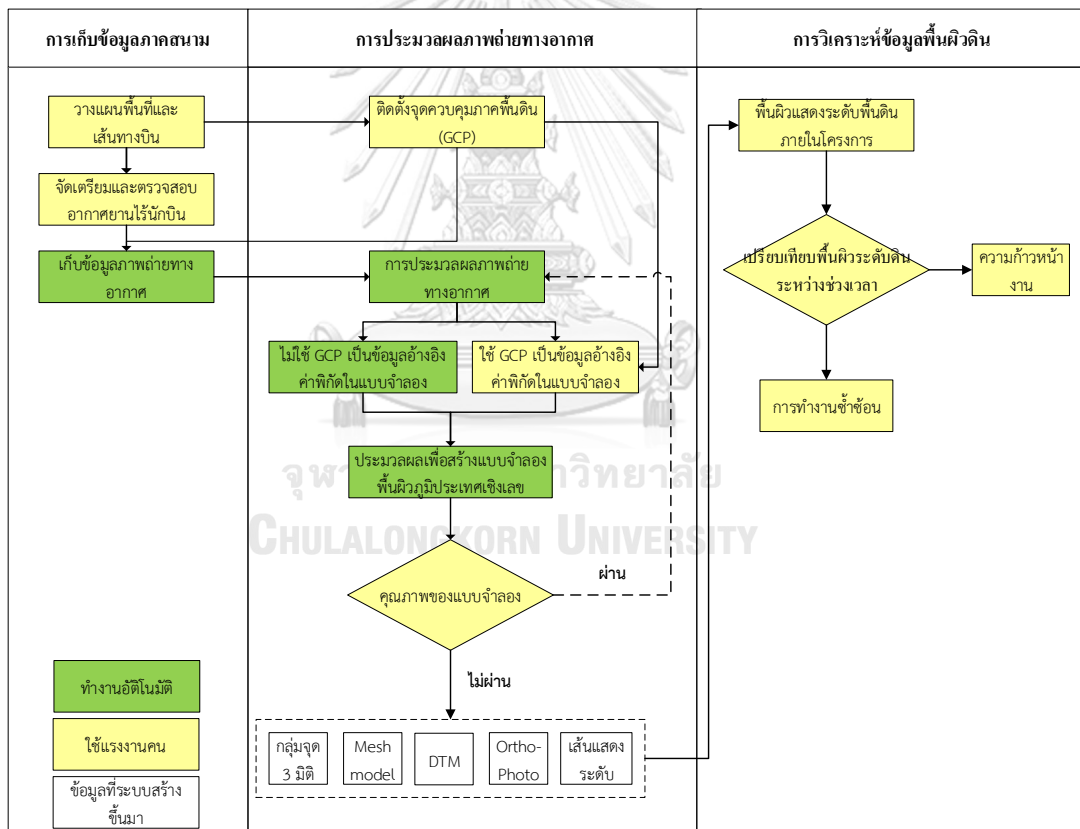 การเก็บข้อมูลภาคสนาม
การประมวลผลภาพถ่ายทางอากาศ
การวิเคราะห์ข้อมูลพื้นผิวดิน
วางแผนพื้นที่และ
เส้นทางบิน
ติดตั้งจุดควบคุมภาคพื้นดิน
(GCP)
พื้นผิวแสดงระดับพื้นดิน
ภายในโครงการ
จัดเตรียมและตรวจสอบ
อากาศยานไร้นักบิน
เก็บข้อมูลภาพถ่ายทาง
อากาศ
การประมวลผลภาพถ่าย
ทางอากาศ
เปรียบเทียบพื้นผิวระดับดิน
ระหว่างช่วงเวลา
ความก้าวหน้า
งาน
ไม่ใช้ GCP เป็นข้อมูลอ้างอิง
ค่าพิกัดในแบบจำลอง
ใช้ GCP เป็นข้อมูลอ้างอิง
ค่าพิกัดในแบบจำลอง
การทำงานซ้ำซ้อน
ประมวลผลเพื่อสร้างแบบจำลอง
พื้นผิวภูมิประเทศเชิงเลข
จุฬา
วิทยาลัย
CHULALONGKORN UNIVERSITY
คุณภาพของแบบจำลอง
ผ่าน
ไม่ผ่าน
ทำงานอัติโนมัติ
ใช้แรงงานคน
ข้อมูลที่ระบบสร้าง
ขึ้นมา
กลุ่มจุด
3 มิติ
Mesh
model
DTM
Ortho-
Photo
เส้นแสดง
ระดับ